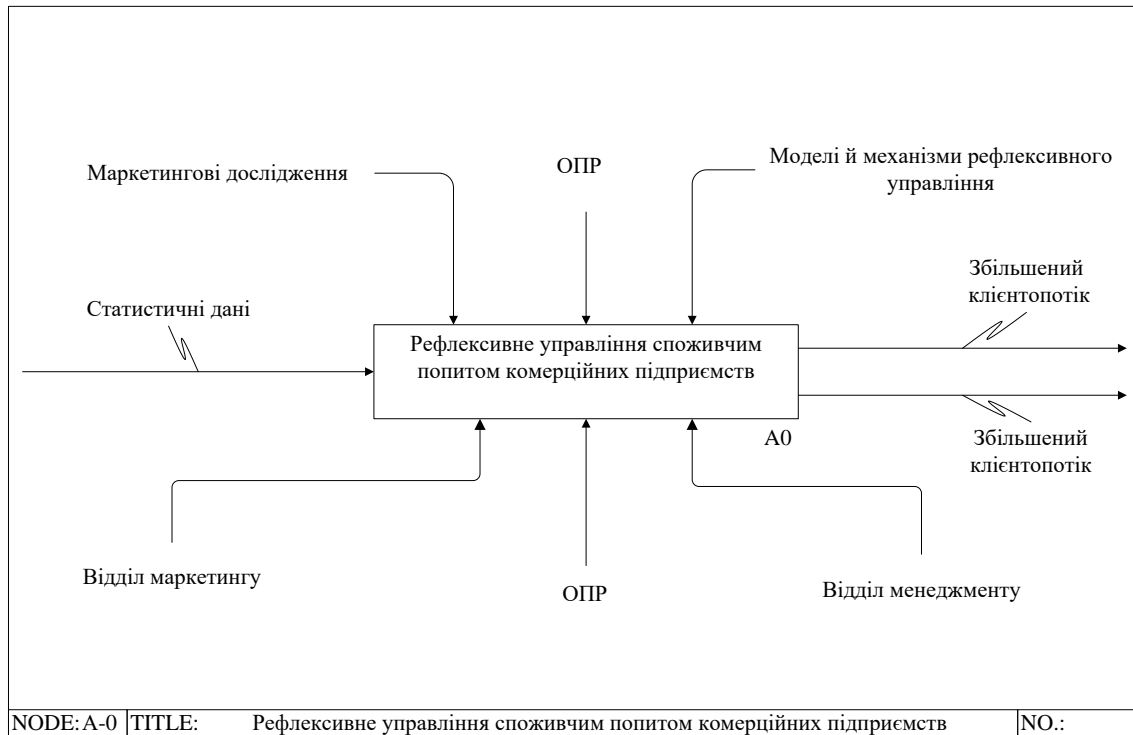 Маркетингові дослідження
ОПР
Моделі й механізми рефлексивного
управління
Статистичні дані
Збільшений
клієнтопотік
Рефлексивне управління споживчим
попитом комерційних підприємств
A0
Збільшений
клієнтопотік
Відділ маркетингу
ОПР
Відділ менеджменту
NODE: A-0 TITLE: Рефлексивне управління споживчим попитом комерційних підприємств NO.: